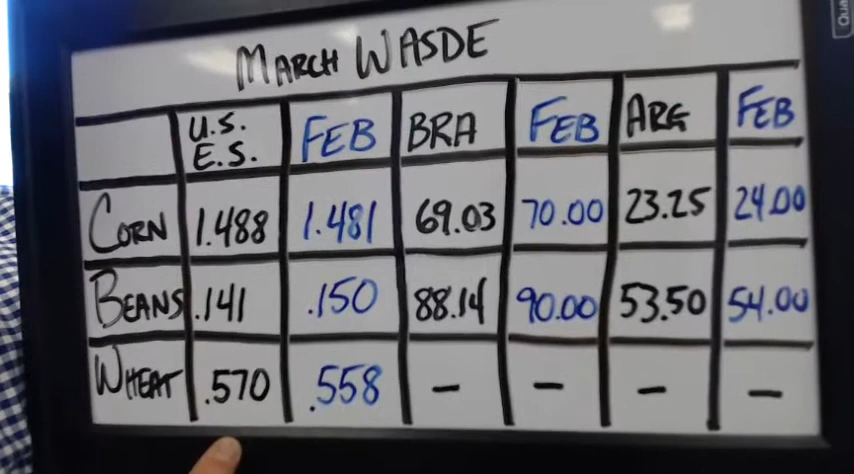 MARCH WASDE
U.S. E.S. FEB BRA FEB ARG FEB
CORN 1.488 1.481 69.03 70.00 23.25 24.00
BEANS .141 .150 88.14 90.00 53.50 54.00
WHEAT .570 .558 – – – –